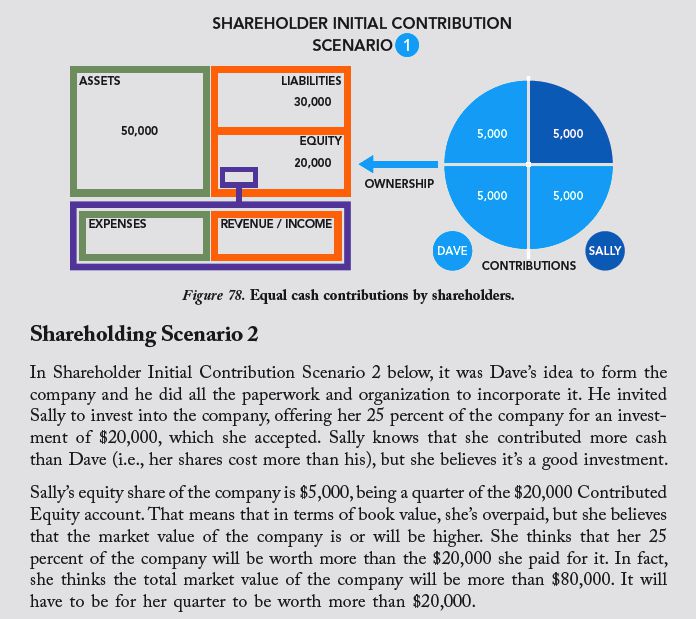 SHAREHOLDER INITIAL CONTRIBUTION
SCENARIO 1
ASSETS
50,000
LIABILITIES
30,000
EQUITY
20,000
EXPENSES
REVENUE / INCOME
OWNERSHIP
5,000
5,000
5,000
5,000
DAVE
CONTRIBUTIONS
SALLY
Figure 78. Equal cash contributions by shareholders.
Shareholding Scenario 2
In Shareholder Initial Contribution Scenario 2 below, it was Dave’s idea to form the
company and he did all the paperwork and organization to incorporate it. He invited
Sally to invest into the company, offering her 25 percent of the company for an invest-
ment of $20,000, which she accepted. Sally knows that she contributed more cash
than Dave (i.e., her shares cost more than his), but she believes it’s a good investment.
Sally’s equity share of the company is $5,000, being a quarter of the $20,000 Contributed
Equity account. That means that in terms of book value, she’s overpaid, but she believes
that the market value of the company is or will be higher. She thinks that her 25
percent of the company will be worth more than the $20,000 she paid for it. In fact,
she thinks the total market value of the company will be more than $80,000. It will
have to be for her quarter to be worth more than $20,000.